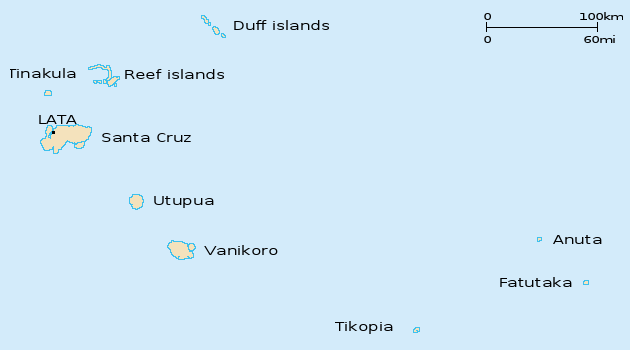 0 100km
0 60mi
Duff islands
Tinakula
Reef islands
LATA
Santa Cruz
Utupua
Vanikoro
Anuta
Fatutaka
Tikopia